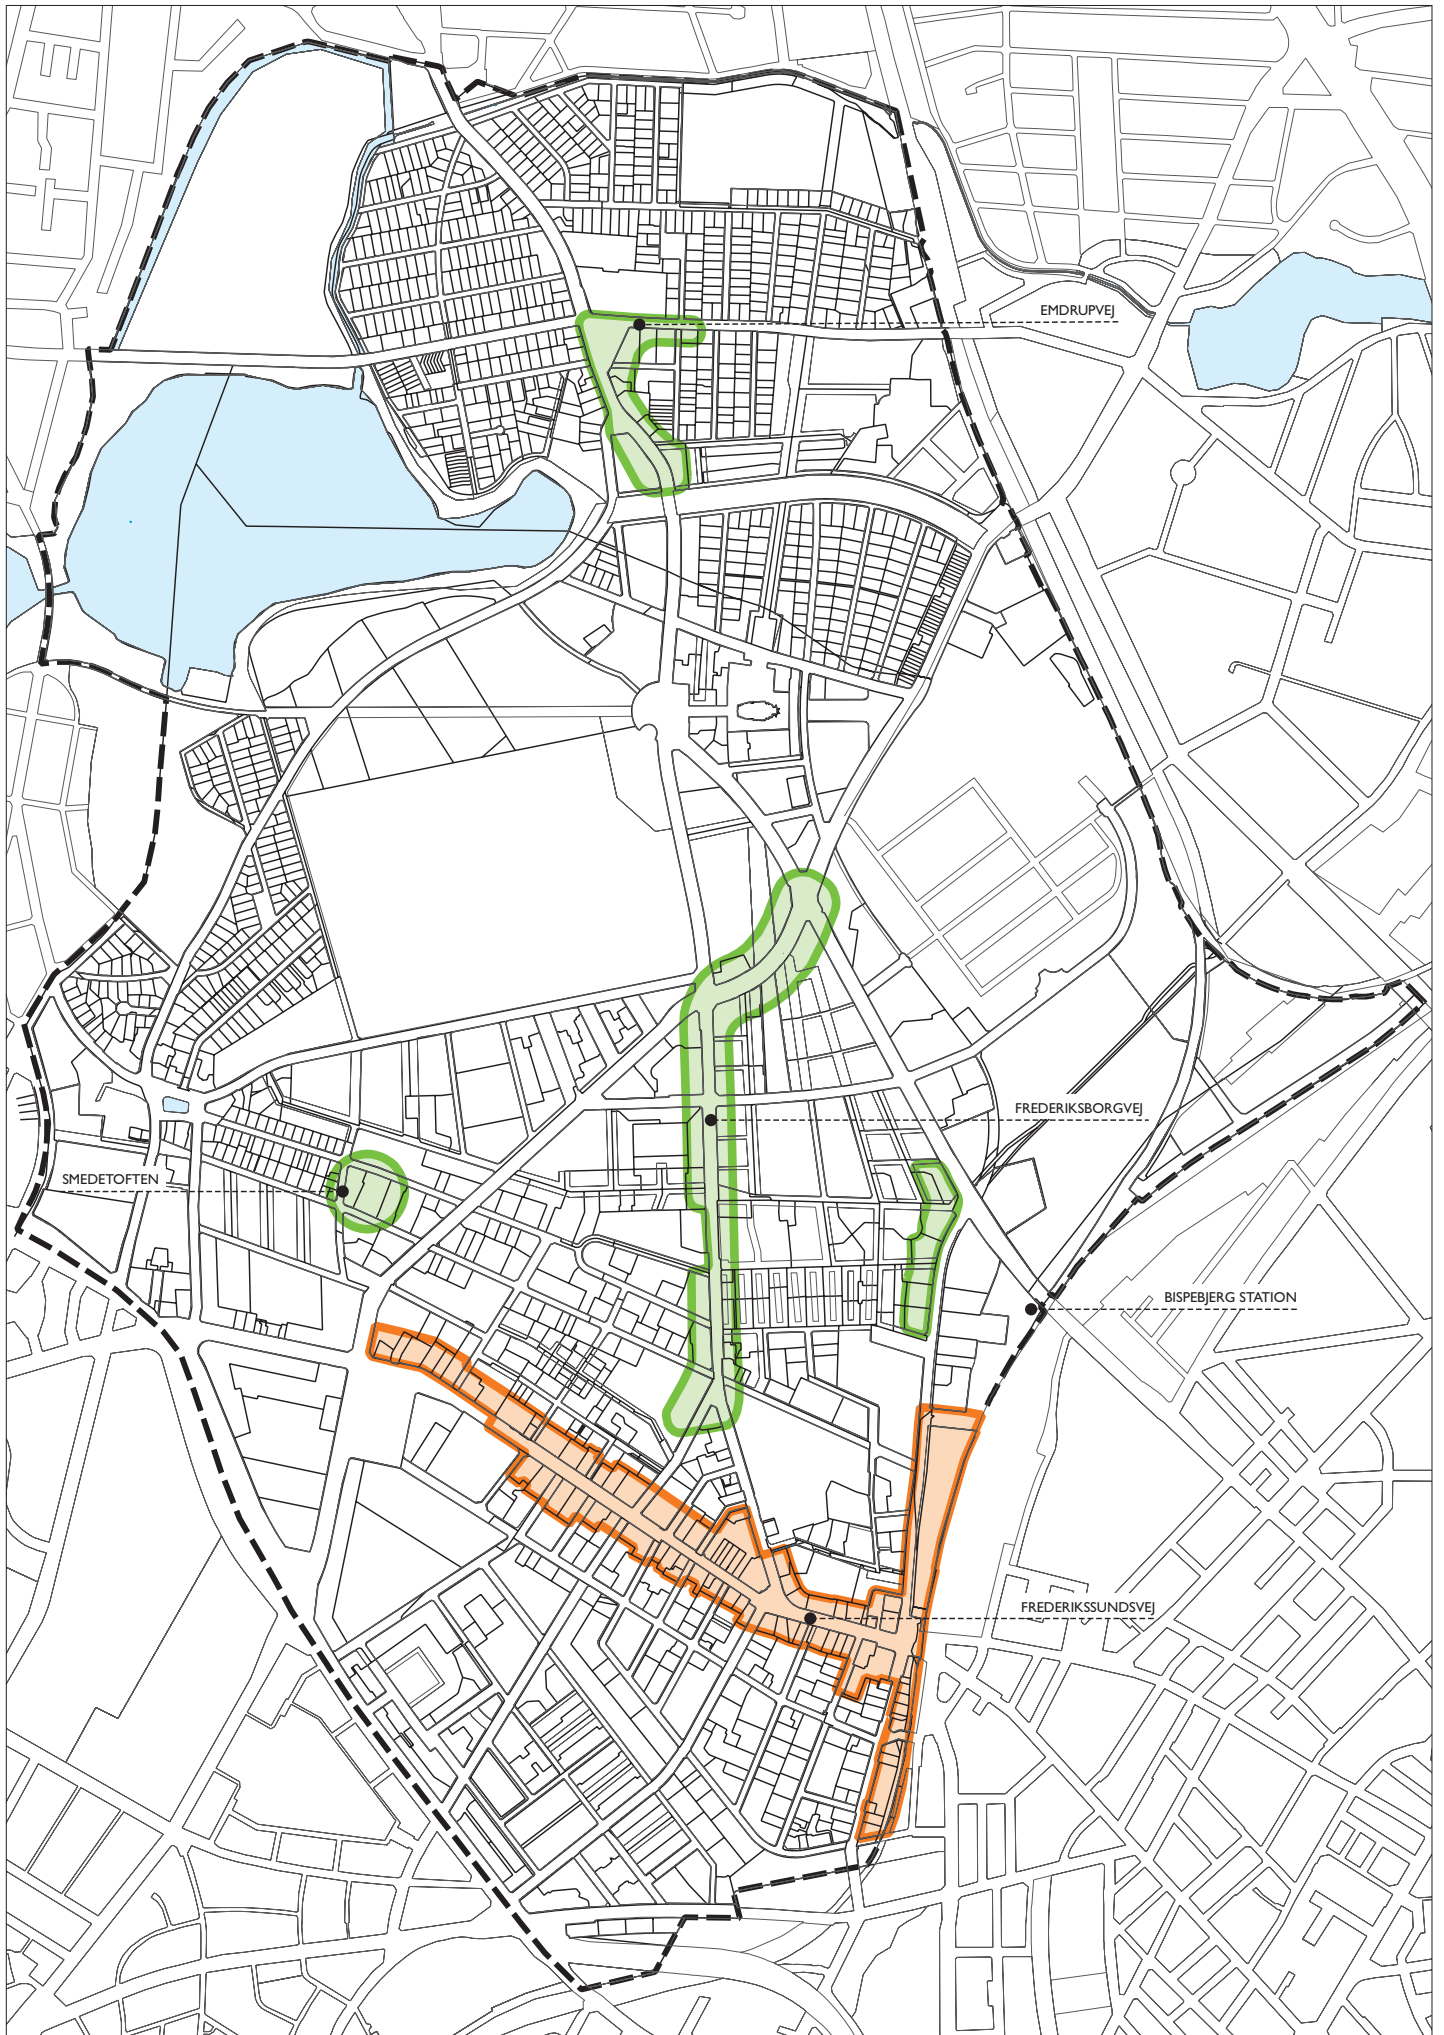 EMDRUPVEJ
FREDERIKSBORGVEJ
SMEDETOFTEN
BISPEBJERG STATION
FREDERIKSSUNDSVEJ